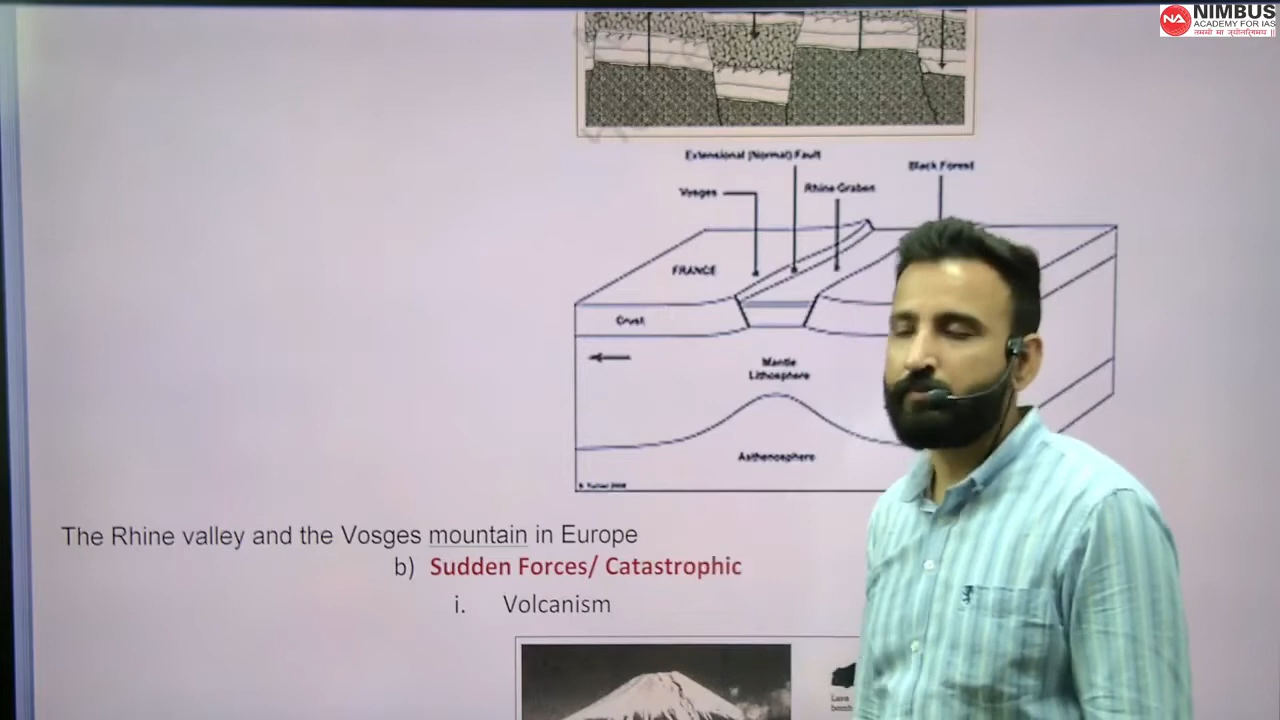 NIMBUS
ACADEMY FOR IAS
NA
Extensional (Normal) Fault
Black Forest
Vosges
Rhine Graben
FRANCE
Crust
Mantle
Lithosphere
Asthenosphere
The Rhine valley and the Vosges mountain in Europe
b) Sudden Forces/ Catastrophic
i. Volcanism
Lava
bomb